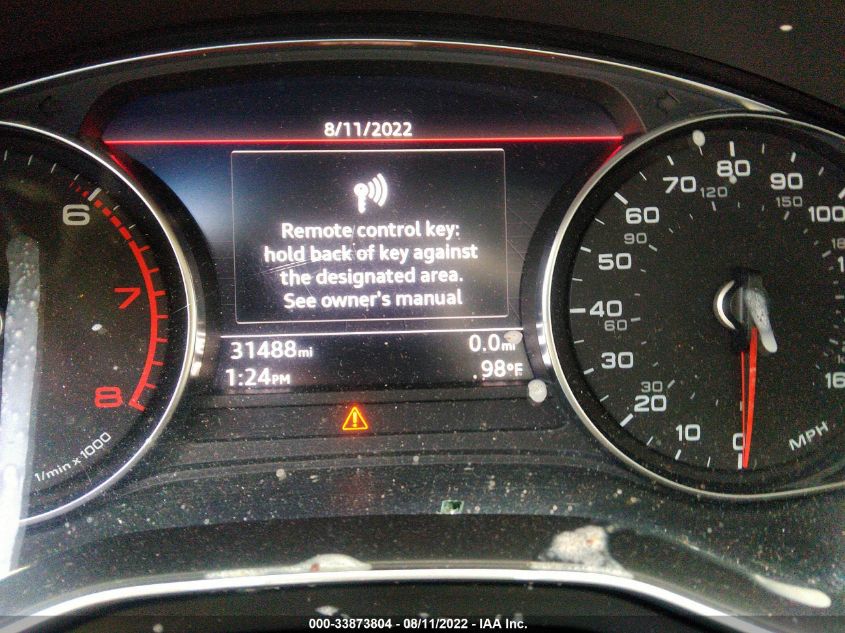 8/11/2022
Remote control key:
hold back of key against
the designated area.
See owner's manual
31488mi 0.0mi
1:24PM .98°F
6
7
8
1/min x 1000
0
10
20
30
40
50
60
70
80
90
100
16
30
60
90
120
150
18
MPH
000-33873804 - 08/11/2022 - IAA Inc.